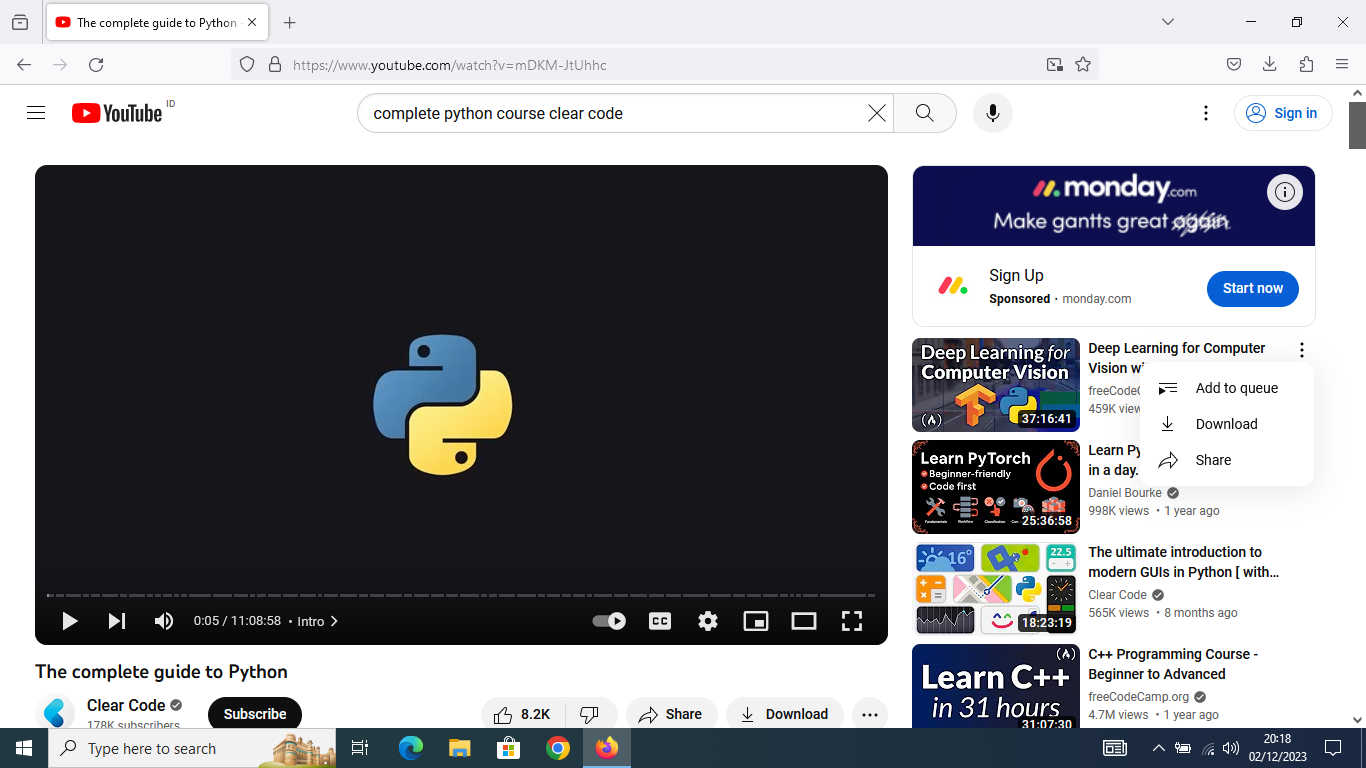 The complete guide to Python
https://www.youtube.com/watch?v=mDKM-JtUhhc
YouTube ID
complete python course clear code
Sign in
monday.com
Make gantts great again
Sign Up
Sponsored · monday.com
Start now
Deep Learning for
Computer Vision
37:16:41
Deep Learning for Computer
Vision
459K
Add to queue
Download
Share
Learn PyTorch
Beginner-friendly
Code first
25:36:58
Learn
in a day.
Daniel Bourke
998K views · 1 year ago
16°
22.5
18:23:19
The ultimate introduction to
modern GUIs in Python [ with…
Clear Code
565K views · 8 months ago
Learn C++
in 31 hours
31:07:30
C++ Programming Course -
Beginner to Advanced
freeCodeCamp.org
4.7M views · 1 year ago
0:05 / 11:08:58 · Intro
CC
The complete guide to Python
Clear Code
178K subscribers
Subscribe
8.2K
Share
Download
Type here to search
20:18
02/12/2023